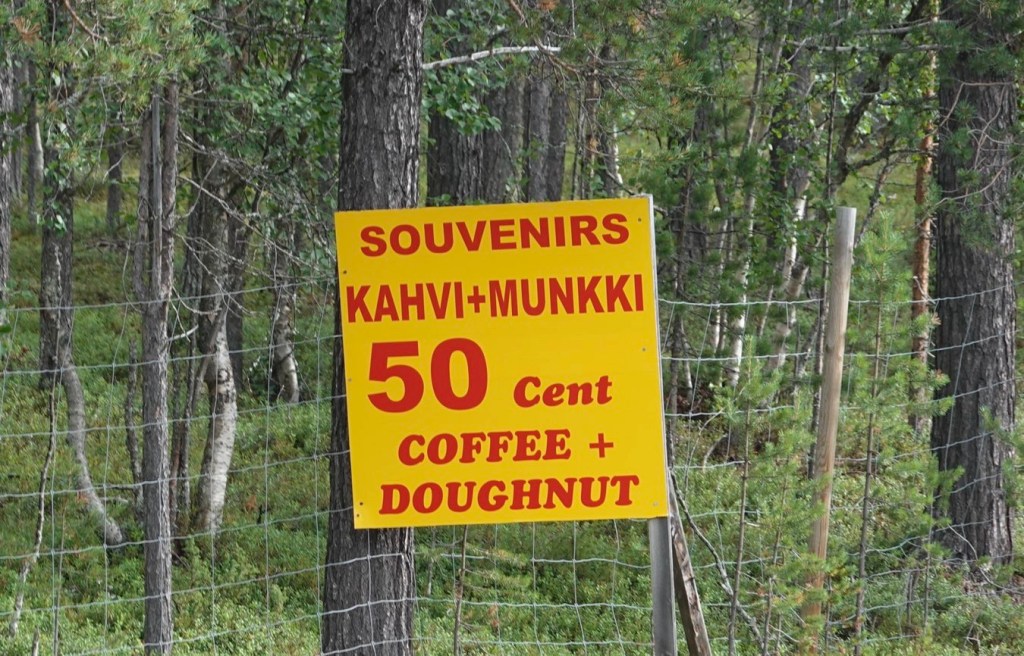 SOUVENIRS
KAHVI+MUNKKI
50 Cent
COFFEE +
DOUGHNUT